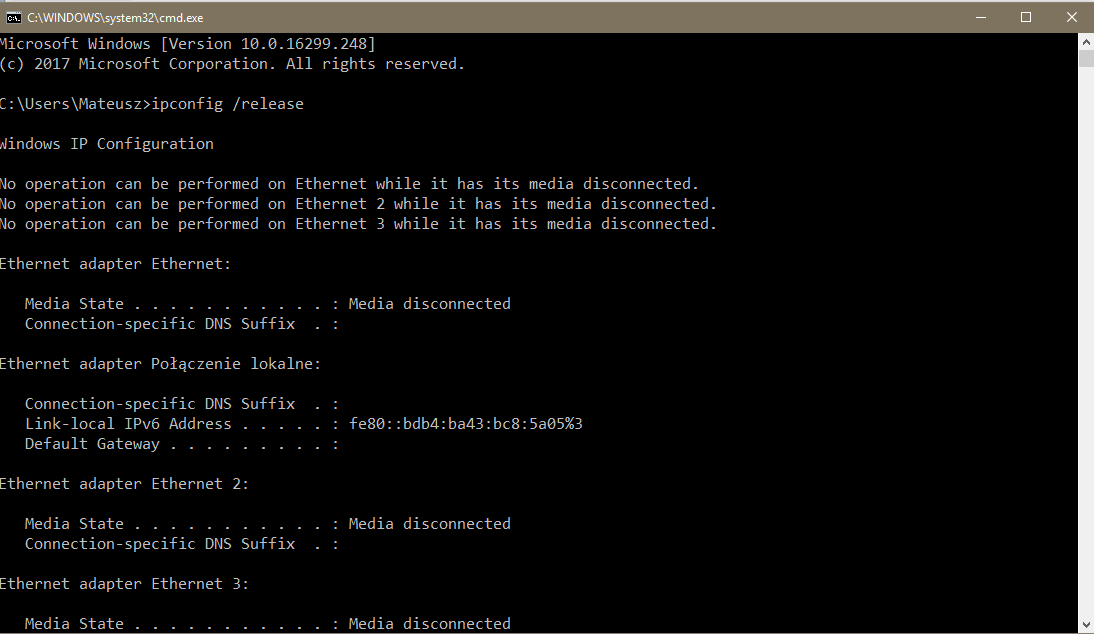 C:\WINDOWS\system32\cmd.exe
Microsoft Windows [Version 10.0.16299.248]
(c) 2017 Microsoft Corporation. All rights reserved.
C:\Users\Mateusz>ipconfig /release
Windows IP Configuration
No operation can be performed on Ethernet while it has its media disconnected.
No operation can be performed on Ethernet 2 while it has its media disconnected.
No operation can be performed on Ethernet 3 while it has its media disconnected.
Ethernet adapter Ethernet:
Media State . . . . . . . . . . . : Media disconnected
Connection-specific DNS Suffix  . :
Ethernet adapter Połączenie lokalne:
Connection-specific DNS Suffix  . :
Link-local IPv6 Address . . . . . : fe80::bdb4:ba43:bc8:5a05%3
Default Gateway . . . . . . . . . :
Ethernet adapter Ethernet 2:
Media State . . . . . . . . . . . : Media disconnected
Connection-specific DNS Suffix  . :
Ethernet adapter Ethernet 3:
Media State . . . . . . . . . . . : Media disconnected